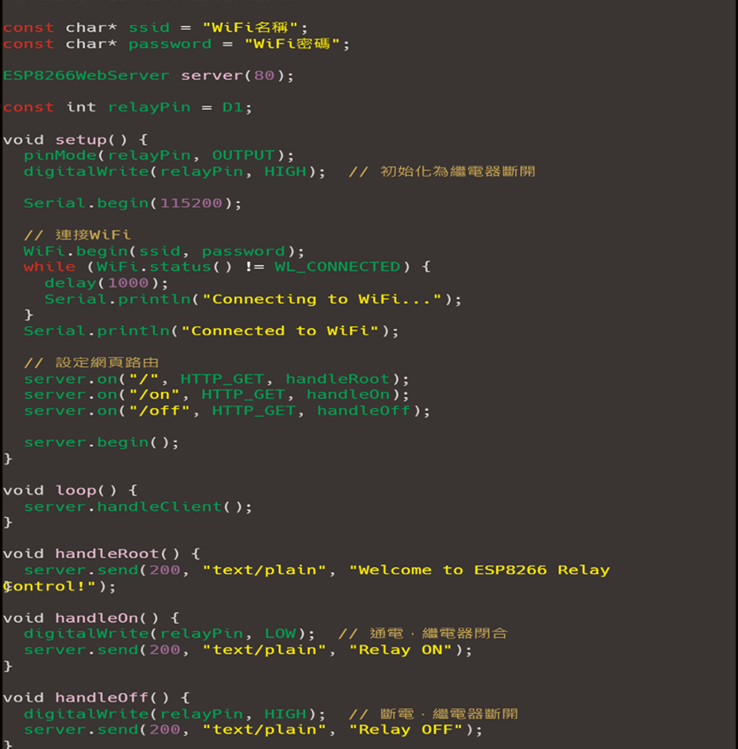 const char* ssid = "WiFi名稱";
const char* password = "WiFi密碼";
ESP8266WebServer server(80);
const int relayPin = D1;
void setup() {
pinMode(relayPin, OUTPUT);
digitalWrite(relayPin, HIGH); // 初始化為繼電器斷開
Serial.begin(115200);
// 連接WiFi
WiFi.begin(ssid, password);
while (WiFi.status() != WL_CONNECTED) {
delay(1000);
Serial.println("Connecting to WiFi...");
}
Serial.println("Connected to WiFi");
// 設定網頁路由
server.on("/", HTTP_GET, handleRoot);
server.on("/on", HTTP_GET, handleOn);
server.on("/off", HTTP_GET, handleOff);
server.begin();
}
void loop() {
server.handleClient();
}
void handleRoot() {
server.send(200, "text/plain", "Welcome to ESP8266 Relay
Control!");
}
void handleOn() {
digitalWrite(relayPin, LOW); // 通電，繼電器閉合
server.send(200, "text/plain", "Relay ON");
}
void handleOff() {
digitalWrite(relayPin, HIGH); // 斷電，繼電器斷開
server.send(200, "text/plain", "Relay OFF");
}